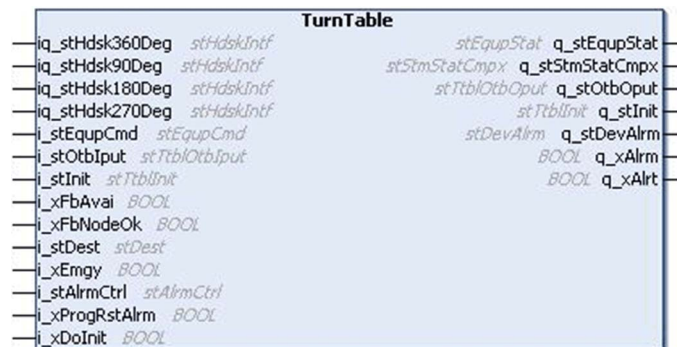 TurnTable
iq_stHdsk360Deg stHdskIntf stEqupStat q_stEqupStat
iq_stHdsk90Deg stHdskIntf stStmStatCmpx q_stStmStatCmpx
iq_stHdsk180Deg stHdskIntf stTtblOtbOput q_stOtbOput
iq_stHdsk270Deg stHdskIntf stTtblInit q_stInit
i_stEqupCmd stEqupCmd stDevAlrm q_stDevAlrm
i_stOtbIput stTtblOtbIput BOOL q_xAlrm
i_stInit stTtblInit BOOL q_xAlrt
i_xFbAvai BOOL
i_xFbNodeOk BOOL
i_stDest stDest
i_xEmgy BOOL
i_stAlrmCtrl stAlrmCtrl
i_xProgRstAlrm BOOL
i_xDoInit BOOL